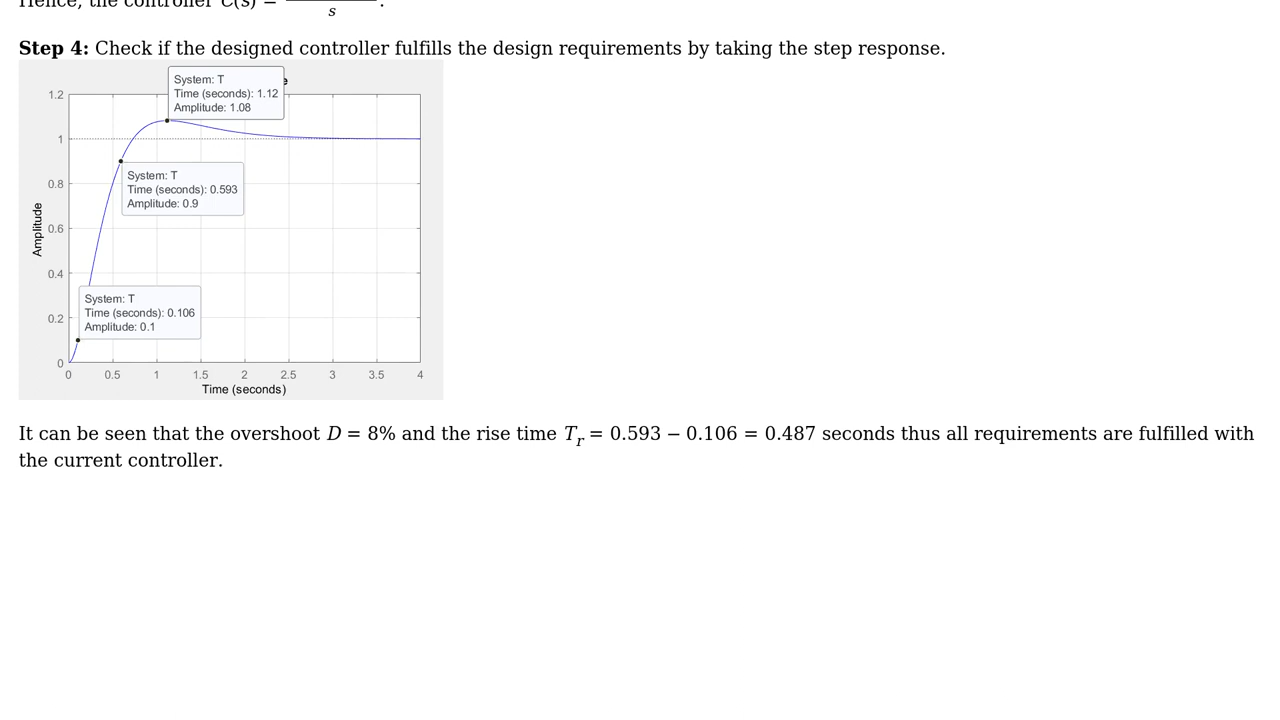 Hence, the controller C(s) =
s
.
Step 4: Check if the designed controller fulfills the design requirements by taking the step response.
e
System: T
Time (seconds): 1.12
Amplitude: 1.08
System: T
Time (seconds): 0.593
Amplitude: 0.9
System: T
Time (seconds): 0.106
Amplitude: 0.1
Amplitude
1.2
1
0.8
0.6
0.4
0.2
0
0 0.5 1 1.5 2 2.5 3 3.5 4
Time (seconds)
It can be seen that the overshoot D = 8% and the rise time Tr = 0.593 − 0.106 = 0.487 seconds thus all requirements are fulfilled with
the current controller.